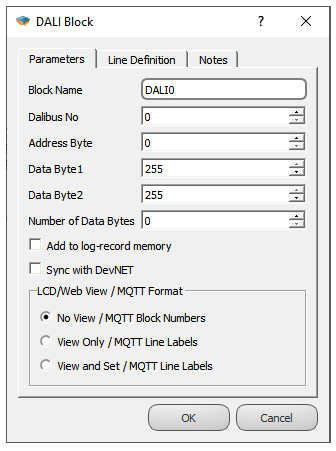 DALI Block
Parameters Line Definition Notes
Block Name DALI0
Dalibus No 0
Address Byte 0
Data Byte1 255
Data Byte2 255
Number of Data Bytes 0
Add to log-record memory
Sync with DevNET
LCD/Web View / MQTT Format
No View / MQTT Block Numbers
View Only / MQTT Line Labels
View and Set / MQTT Line Labels
OK Cancel